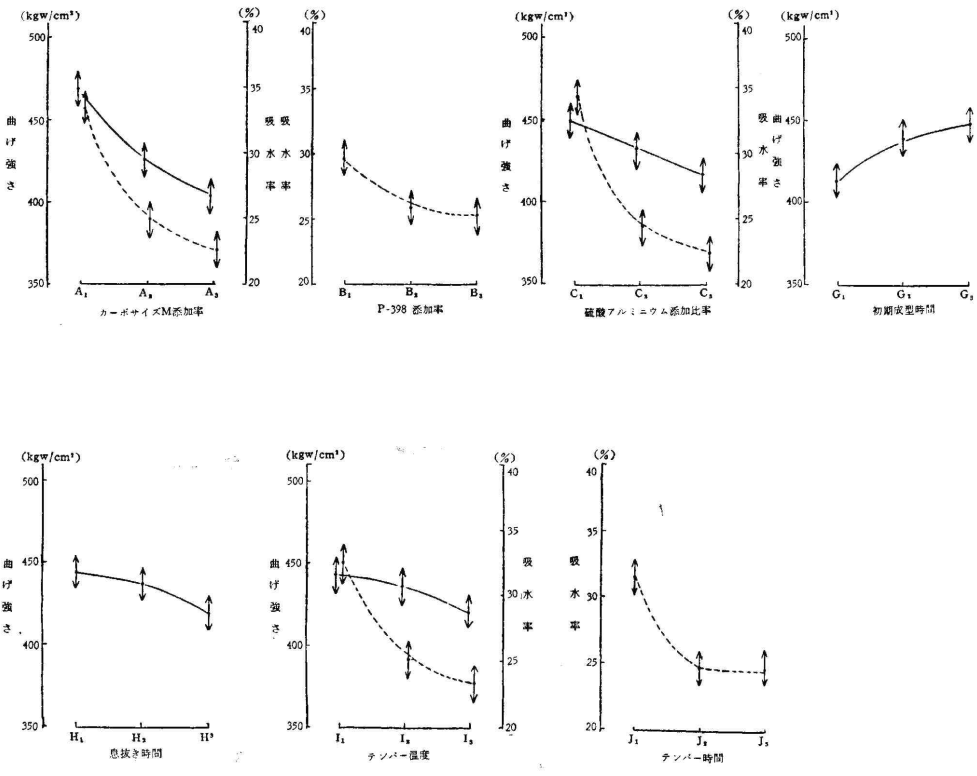 (kgw/cm²)
500
450
400
350
曲げ強さ
A₁ A₂ A₃
カーボサイズM添加率
(%)
40
35
30
25
20
吸水率
吸水率
(%)
40
35
30
25
20
B₁ B₂ B₃
P-398 添加率
(kgw/cm²)
500
450
400
350
曲げ強さ
C₁ C₂ C₃
硫酸アルミニウム添加比率
(%)
40
35
30
25
20
吸水率
(kgw/cm²)
500
450
400
350
曲げ強さ
G₁ G₂ G₃
初期成型時間
(kgw/cm²)
500
450
400
350
曲げ強さ
H₁ H₂ H³
息抜き時間
(kgw/cm²)
500
450
400
350
曲げ強さ
I₁ I₂ I₃
テンパー温度
(%)
40
35
30
25
20
吸水率
(%)
40
35
30
25
20
吸水率
J₁ J₂ J₃
テンパー時間